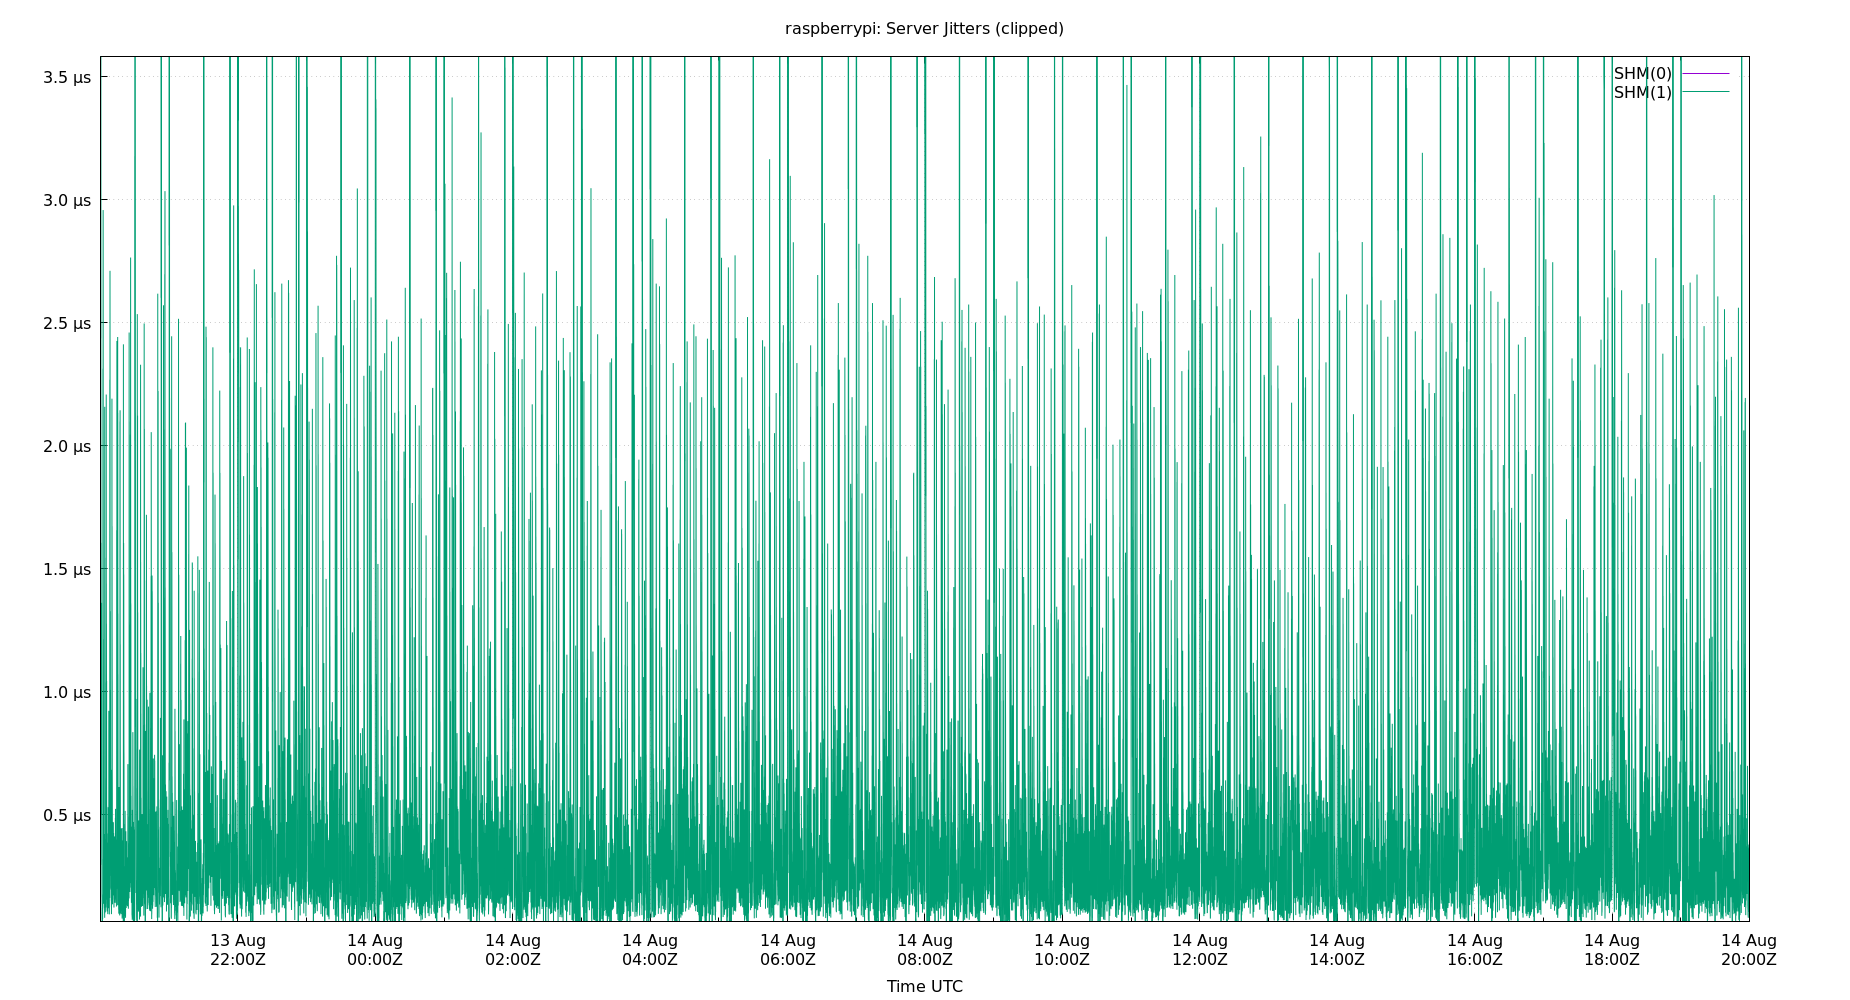 raspberrypi: Server Jitters (clipped)
3.5 µs
3.0 µs
2.5 µs
2.0 µs
1.5 µs
1.0 µs
0.5 µs
SHM(0)
SHM(1)
13 Aug 14 Aug 14 Aug 14 Aug 14 Aug 14 Aug 14 Aug 14 Aug 14 Aug 14 Aug 14 Aug 14 Aug
22:00Z 00:00Z 02:00Z 04:00Z 06:00Z 08:00Z 10:00Z 12:00Z 14:00Z 16:00Z 18:00Z 20:00Z
Time UTC